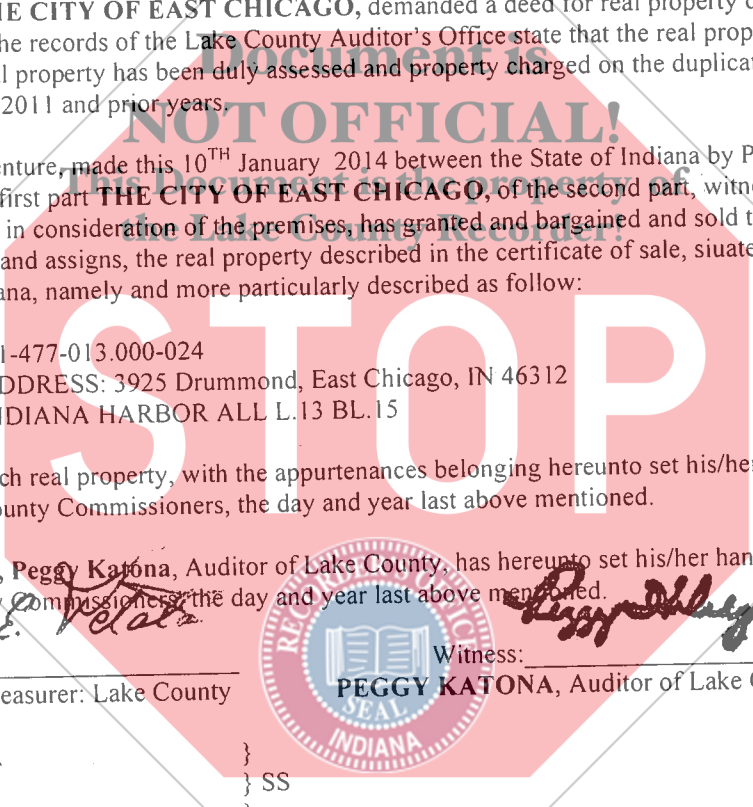 THE CITY OF EAST CHICAGO, demanded a deed for real property
he records of the Lake County Auditor's Office state that the real prop
l property has been duly assessed and property charged on the duplicat
2011 and prior years.
Document is
NOT OFFICIAL!
This Document is the property of
the Lake County Recorder!
enture, made this 10TH January 2014 between the State of Indiana by P
first part THE CITY OF EAST CHICAGO, of the second part, witne
in consideration of the premises, has granted and bargained and sold t
and assigns, the real property described in the certificate of sale, siuate
ana, namely and more particularly described as follow:
1-477-013.000-024
DDRESS: 3925 Drummond, East Chicago, IN 46312
NDIANA HARBOR ALL L.13 BL.15
STOP
ch real property, with the appurtenances belonging hereunto set his/he
ounty Commissioners, the day and year last above mentioned.
, Peggy Katona, Auditor of Lake County, has hereunto set his/her han
y Commissioners, the day and year last above mentioned.
Witness:
easurer: Lake County
PEGGY KATONA, Auditor of Lake
RECORDER'S OFFICE
SEAL
INDIANA
}
} SS